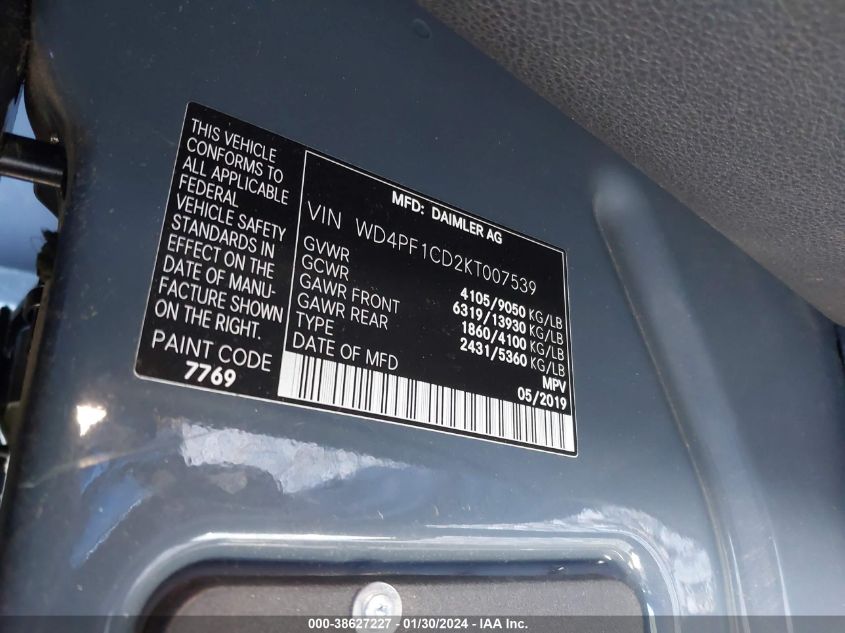 THIS VEHICLE
CONFORMS TO
ALL APPLICABLE
FEDERAL
VEHICLE SAFETY
STANDARDS IN
EFFECT ON THE
DATE OF MANU-
FACTURE SHOWN
ON THE RIGHT.
PAINT CODE
7769
MFD: DAIMLER AG
VIN WD4PF1CD2KT007539
GVWR 4105/9050 KG/LB
GCWR 6319/13930 KG/LB
GAWR FRONT 1860/4100 KG/LB
GAWR REAR 2431/5360 KG/LB
TYPE MPV
DATE OF MFD 05/2019
000-38627227 - 01/30/2024 - IAA Inc.